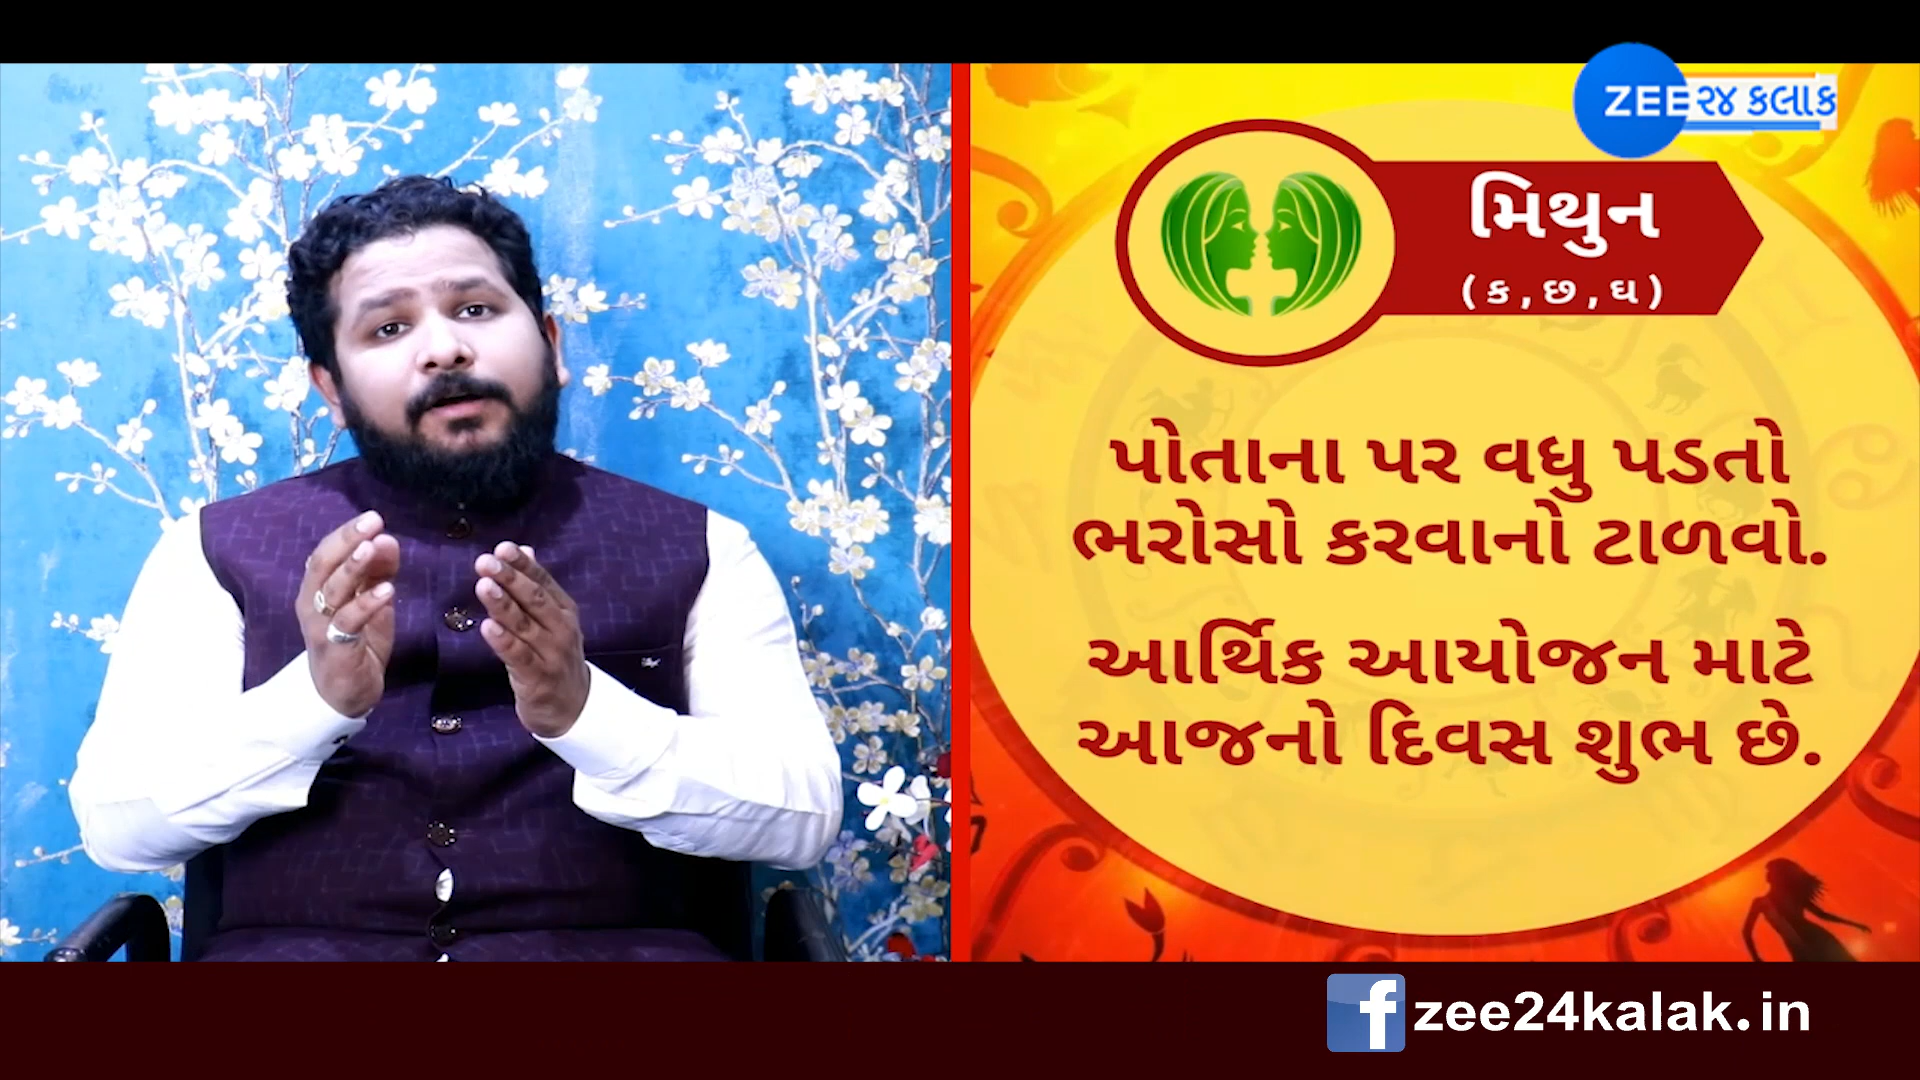 ZEE ૨૪ કલાક
મિથુન
(ક,છ,ઘ)
પોતાના પર વધુ પડતો
ભરોસો કરવાનો ટાળવો.
આર્થિક આયોજન માટે
આજનો દિવસ શુભ છે.
f zee24kalak.in